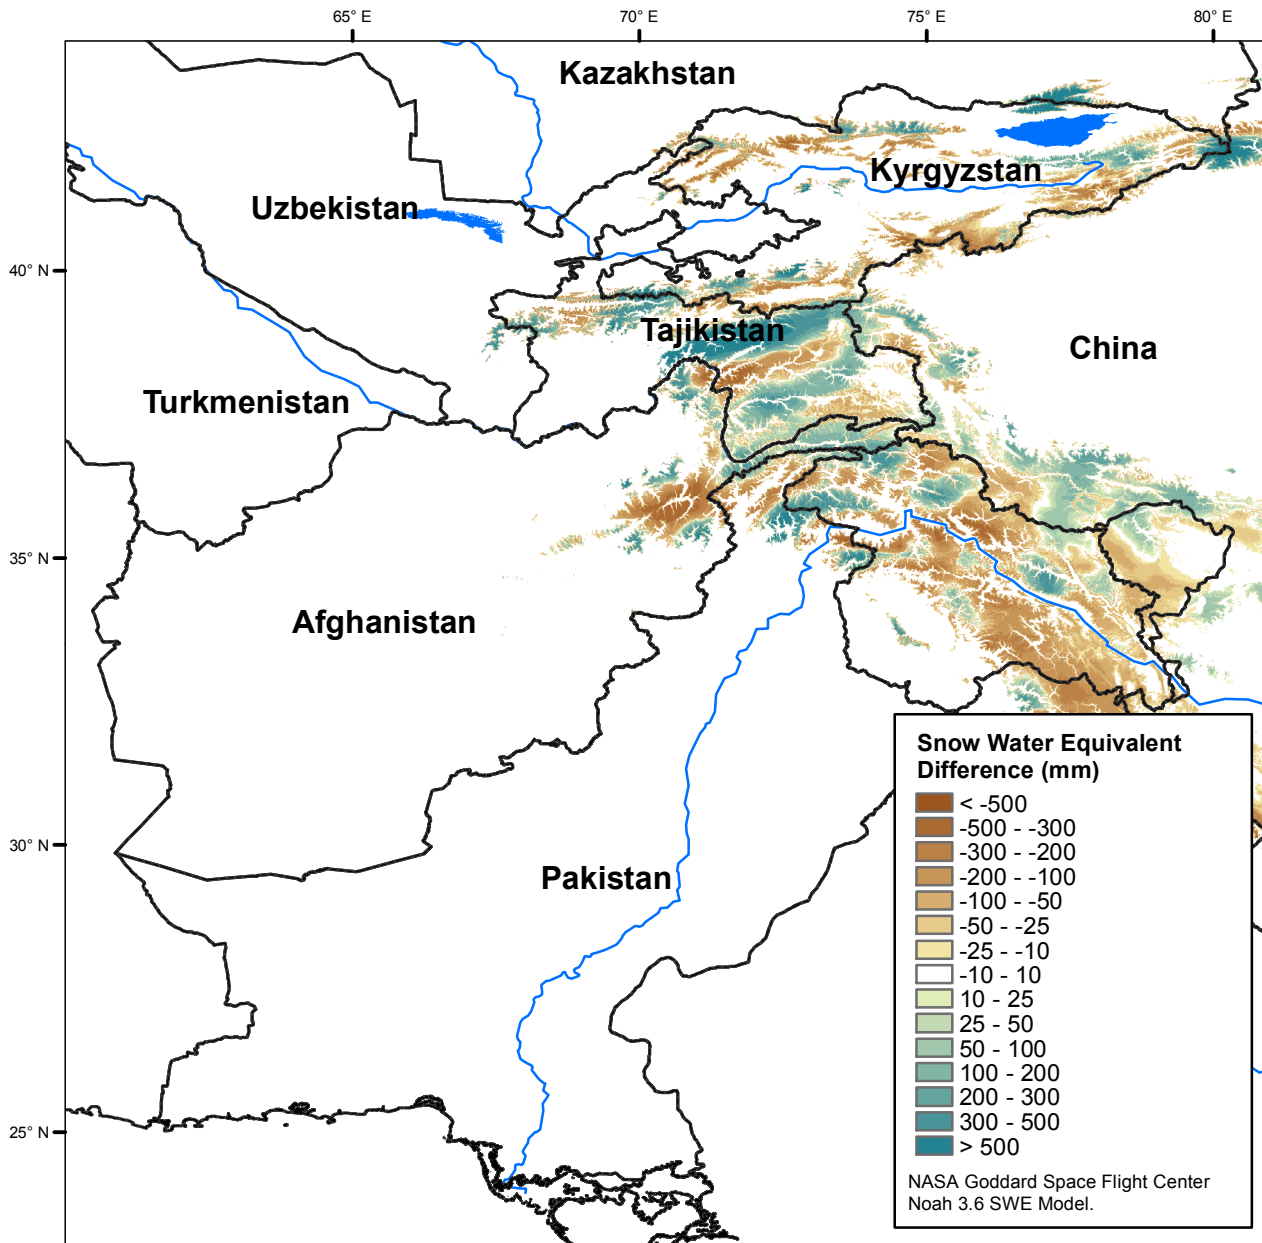 65° E
70° E
75° E
80° E
Kazakhstan
Kyrgyzstan
Uzbekistan
40° N
Tajikistan
China
Turkmenistan
35° N
Afghanistan
Snow Water Equivalent
Difference (mm)
< -500
-500 - -300
-300 - -200
-200 - -100
-100 - -50
-50 - -25
-25 - -10
-10 - 10
10 - 25
25 - 50
50 - 100
100 - 200
200 - 300
300 - 500
> 500
NASA Goddard Space Flight Center
Noah 3.6 SWE Model.
30° N
Pakistan
25° N